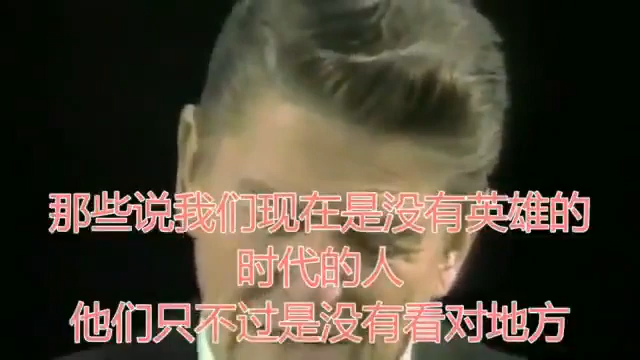 那些说我们现在是没有英雄的
时代的人
他们只不过是没有看对地方